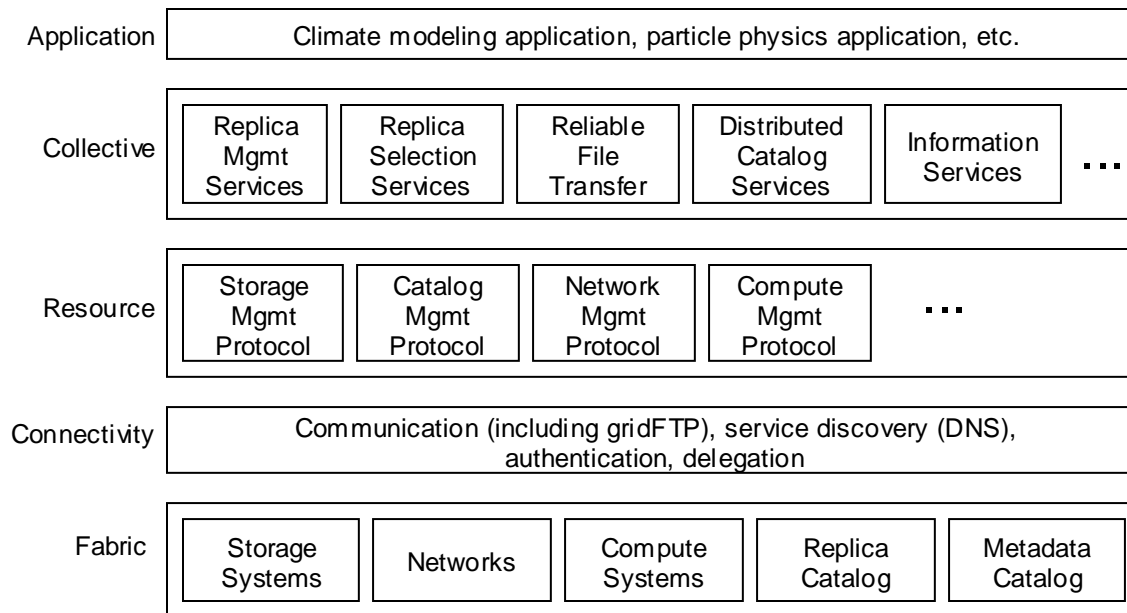 Application
Climate modeling application, particle physics application, etc.
Collective
Replica
Mgmt
Services
Replica
Selection
Services
Reliable
File
Transfer
Distributed
Catalog
Services
Information
Services
...
Resource
Storage
Mgmt
Protocol
Catalog
Mgmt
Protocol
Network
Mgmt
Protocol
Compute
Mgmt
Protocol
...
Connectivity
Communication (including gridFTP), service discovery (DNS),
authentication, delegation
Fabric
Storage
Systems
Networks
Compute
Systems
Replica
Catalog
Metadata
Catalog